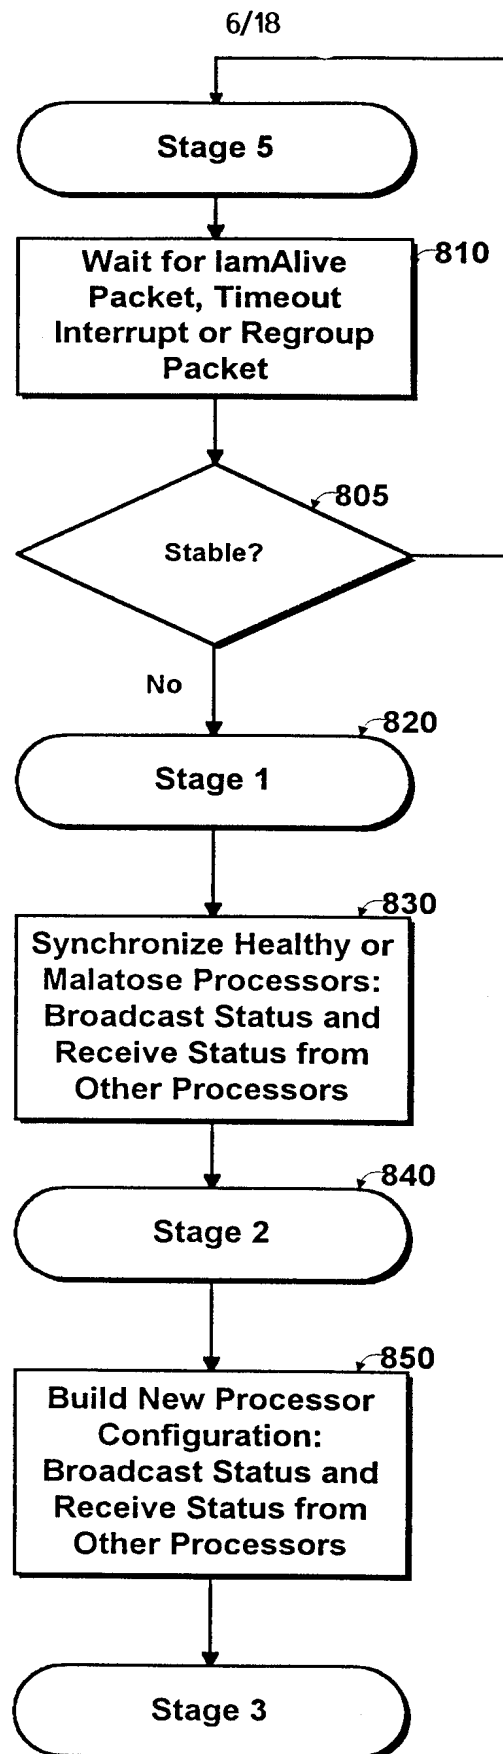 6/18
Stage 5
810
Wait for IamAlive
Packet, Timeout
Interrupt or Regroup
Packet
805
Stable?
No
820
Stage 1
830
Synchronize Healthy or
Malatose Processors:
Broadcast Status and
Receive Status from
Other Processors
840
Stage 2
850
Build New Processor
Configuration:
Broadcast Status and
Receive Status from
Other Processors
Stage 3